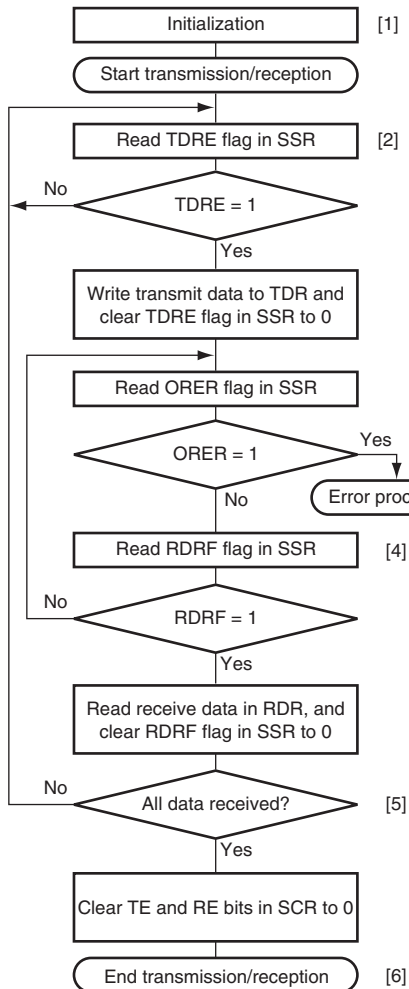 Initialization [1]
Start transmission/reception
Read TDRE flag in SSR [2]
No
TDRE = 1
Yes
Write transmit data to TDR and
clear TDRE flag in SSR to 0
Read ORER flag in SSR
Yes
ORER = 1
Error proc
No
Read RDRF flag in SSR [4]
No
RDRF = 1
Yes
Read receive data in RDR, and
clear RDRF flag in SSR to 0
No
All data received? [5]
Yes
Clear TE and RE bits in SCR to 0
End transmission/reception [6]